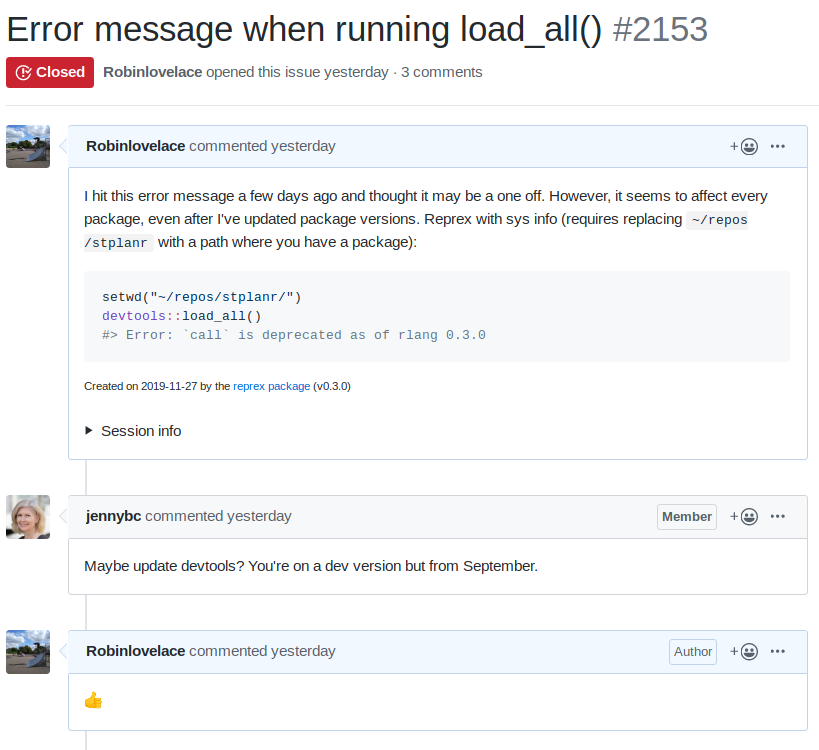 Error message when running load_all() #2153
Closed Robinlovelace opened this issue yesterday · 3 comments
Robinlovelace commented yesterday
I hit this error message a few days ago and thought it may be a one off. However, it seems to affect every
package, even after I've updated package versions. Reprex with sys info (requires replacing ~/repos
/stplanr with a path where you have a package):
setwd("~/repos/stplanr/")
devtools::load_all()
#> Error: `call` is deprecated as of rlang 0.3.0
Created on 2019-11-27 by the reprex package (v0.3.0)
Session info
jennybc commented yesterday Member
Maybe update devtools? You're on a dev version but from September.
Robinlovelace commented yesterday Author
👍